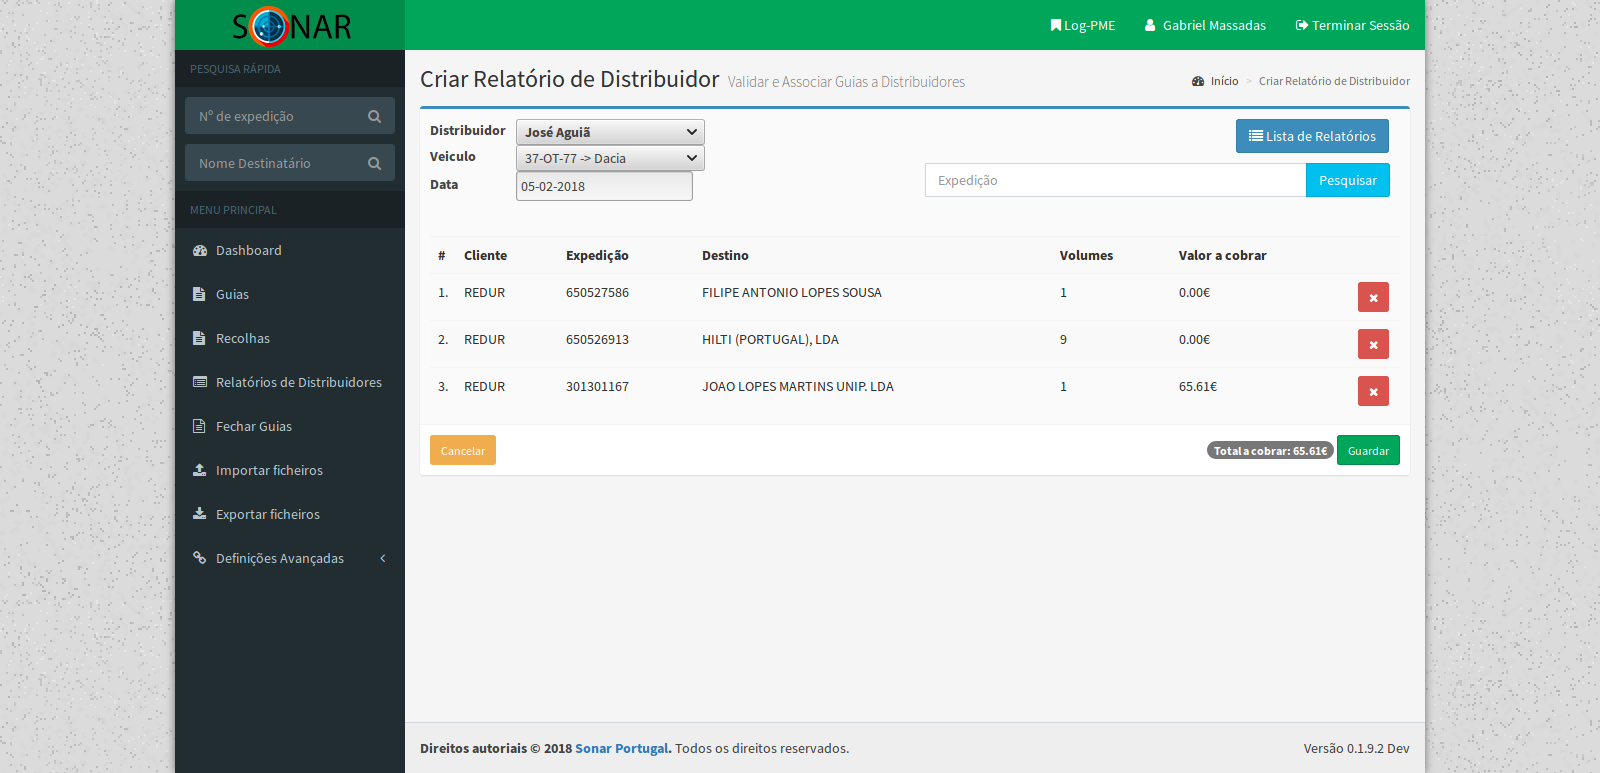 SONAR
Log-PME Gabriel Massadas Terminar Sessão
PESQUISA RÁPIDA
Nº de expedição
Nome Destinatário
MENU PRINCIPAL
Dashboard
Guias
Recolhas
Relatórios de Distribuidores
Fechar Guias
Importar ficheiros
Exportar ficheiros
Definições Avançadas
Criar Relatório de Distribuidor Validar e Associar Guias a Distribuidores
Início > Criar Relatório de Distribuidor
Distribuidor José Aguiã
Lista de Relatórios
Veiculo 37-OT-77 -> Dacia
Data 05-02-2018
Expedição Pesquisar
# Cliente Expedição Destino Volumes Valor a cobrar
1. REDUR 650527586 FILIPE ANTONIO LOPES SOUSA 1 0.00€
2. REDUR 650526913 HILTI (PORTUGAL), LDA 9 0.00€
3. REDUR 301301167 JOAO LOPES MARTINS UNIP. LDA 1 65.61€
Cancelar Total a cobrar: 65.61€ Guardar
Direitos autoriais © 2018 Sonar Portugal. Todos os direitos reservados. Versão 0.1.9.2 Dev